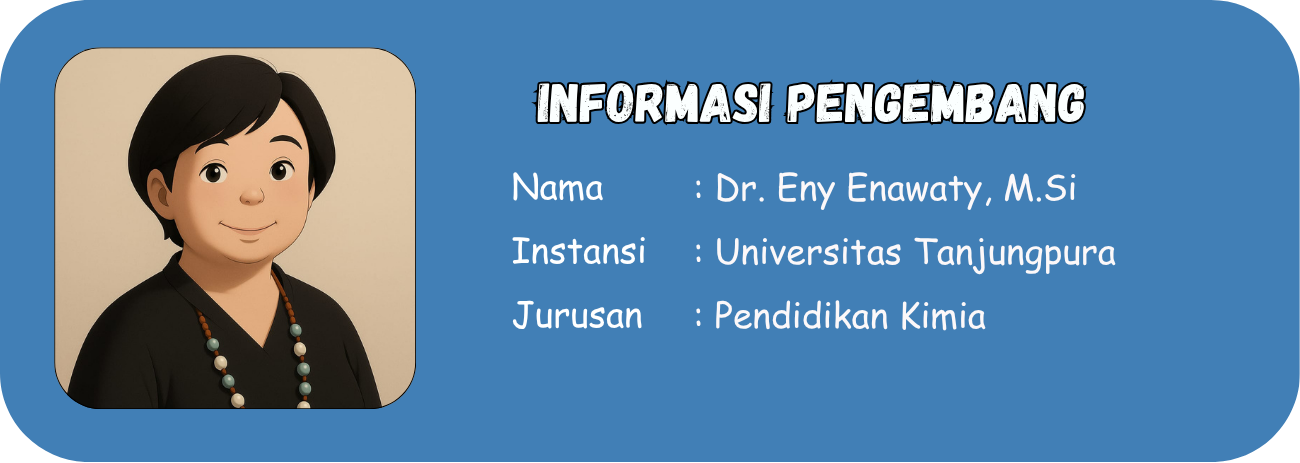 INFORMASI PENGEMBANG
Nama : Dr. Eny Enawaty, M.Si
Instansi : Universitas Tanjungpura
Jurusan : Pendidikan Kimia